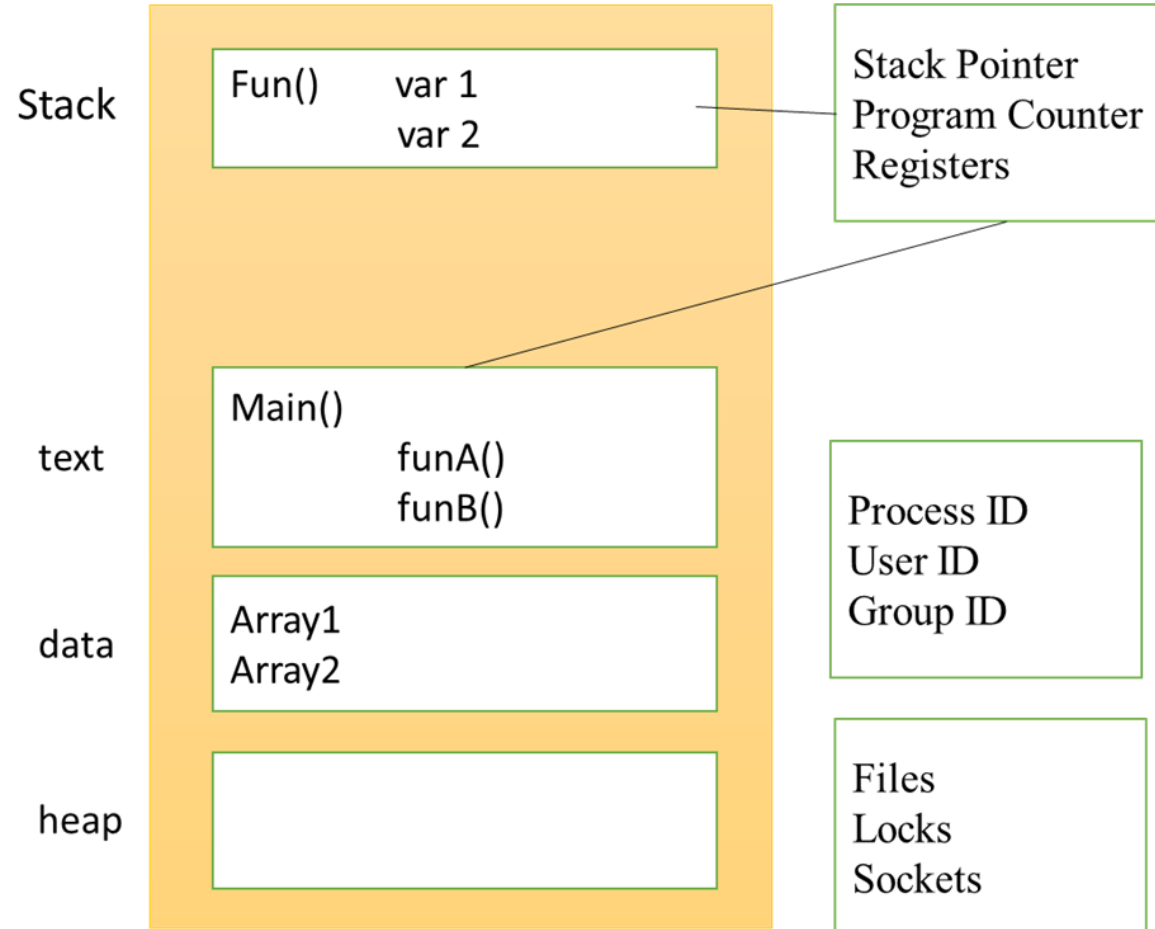 Stack
Fun() var 1
var 2
Stack Pointer
Program Counter
Registers
text
Main()
funA()
funB()
Process ID
User ID
Group ID
data
Array1
Array2
heap
Files
Locks
Sockets